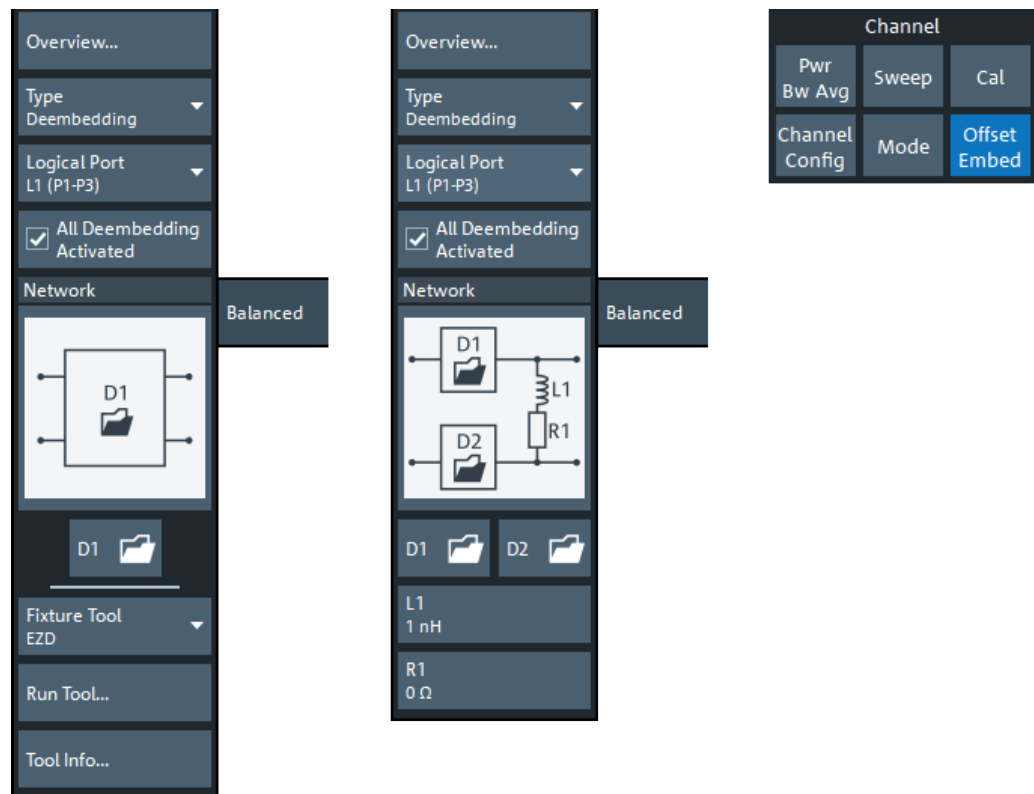 Overview...
Type
Deembedding
Logical Port
L1 (P1-P3)
All Deembedding
Activated
Network
D1
Balanced
D1
Fixture Tool
EZD
Run Tool...
Tool Info...
Overview...
Type
Deembedding
Logical Port
L1 (P1-P3)
All Deembedding
Activated
Network
D1
L1
R1
D2
Balanced
D1 D2
L1
1 nH
R1
0 Ω
Channel
Pwr
Bw Avg
Sweep
Cal
Channel
Config
Mode
Offset
Embed